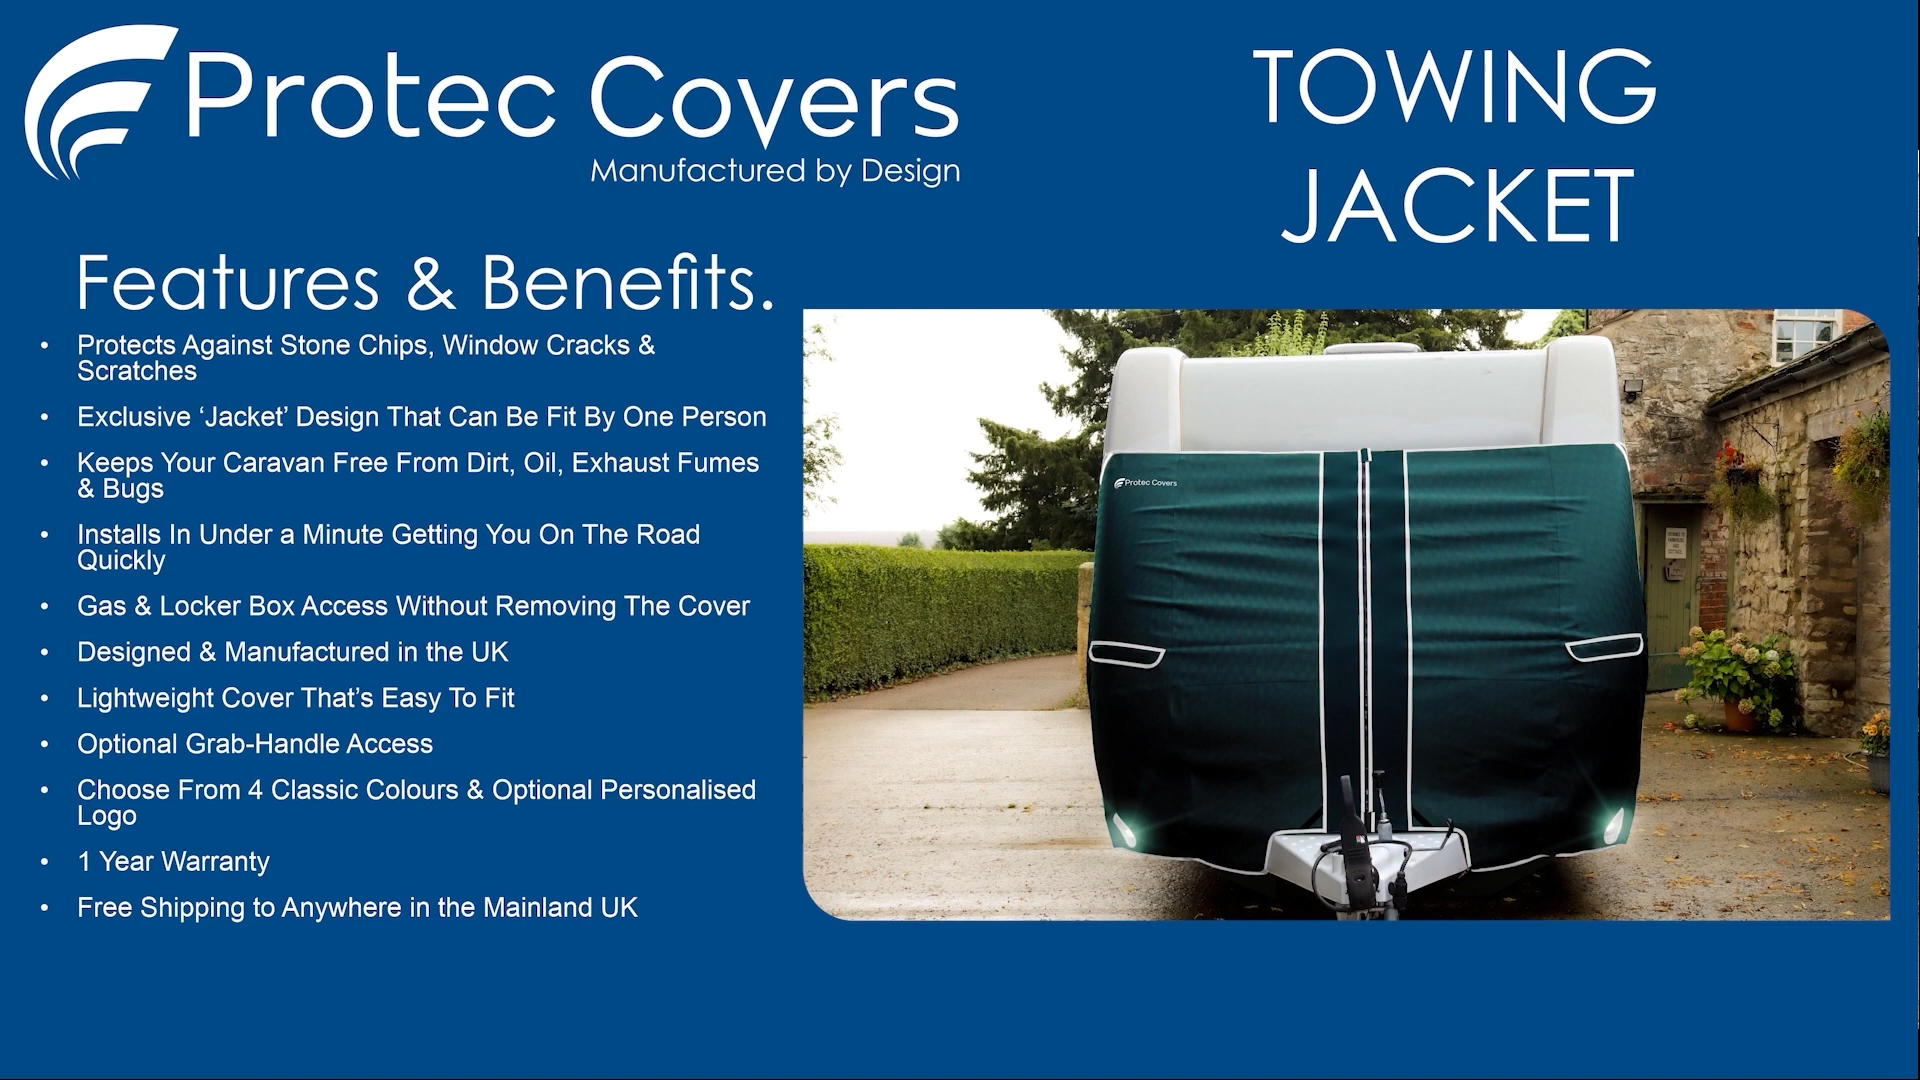 Protec Covers
Manufactured by Design
TOWING
JACKET
Features & Benefits.
• Protects Against Stone Chips, Window Cracks &
Scratches
• Exclusive ‘Jacket’ Design That Can Be Fit By One Person
• Keeps Your Caravan Free From Dirt, Oil, Exhaust Fumes
& Bugs
• Installs In Under a Minute Getting You On The Road
Quickly
• Gas & Locker Box Access Without Removing The Cover
• Designed & Manufactured in the UK
• Lightweight Cover That’s Easy To Fit
• Optional Grab-Handle Access
• Choose From 4 Classic Colours & Optional Personalised
Logo
• 1 Year Warranty
• Free Shipping to Anywhere in the Mainland UK
Protec Covers